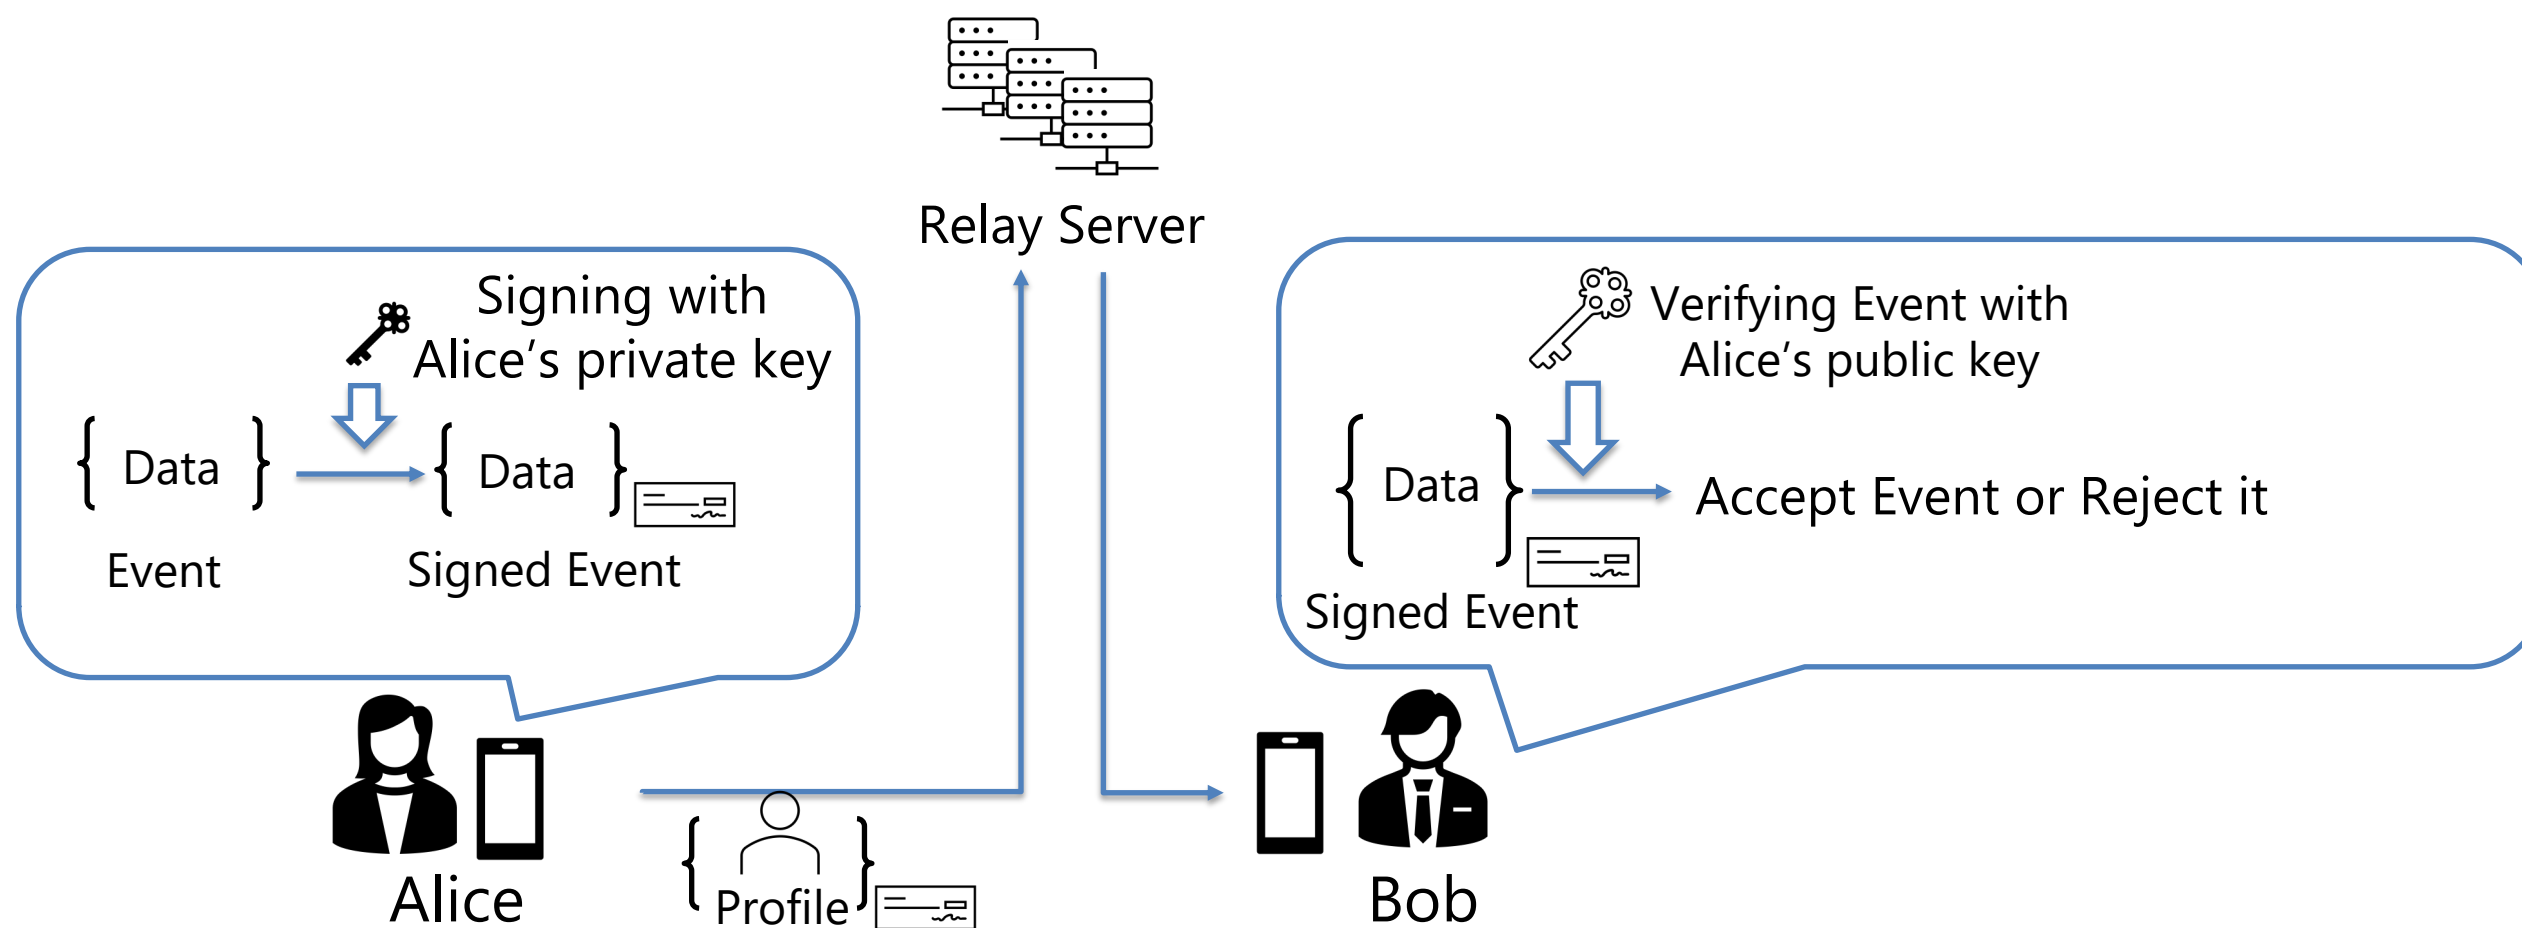 Relay Server
Signing with
Alice‘s private key
Data
Data
Event
Signed Event
Verifying Event with
Alice‘s public key
Data
Accept Event or Reject it
Signed Event
Alice
Profile
Bob